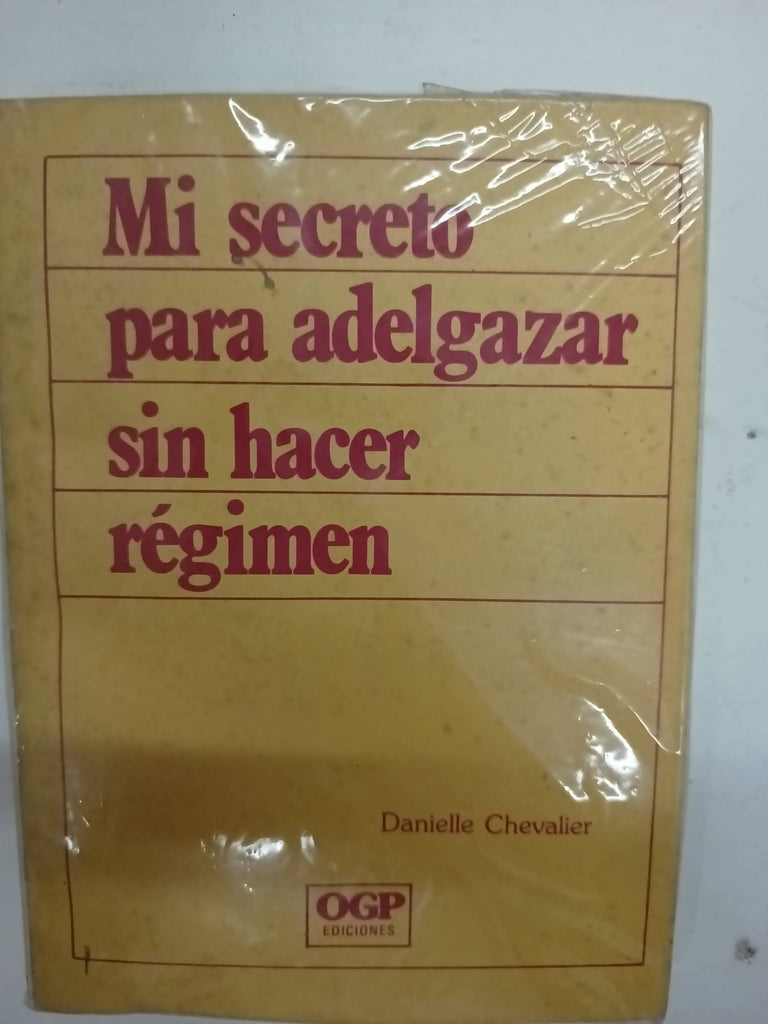 Mi secreto
para adelgazar
sin hacer
régimen
Danielle Chevalier
OGP
EDICIONES